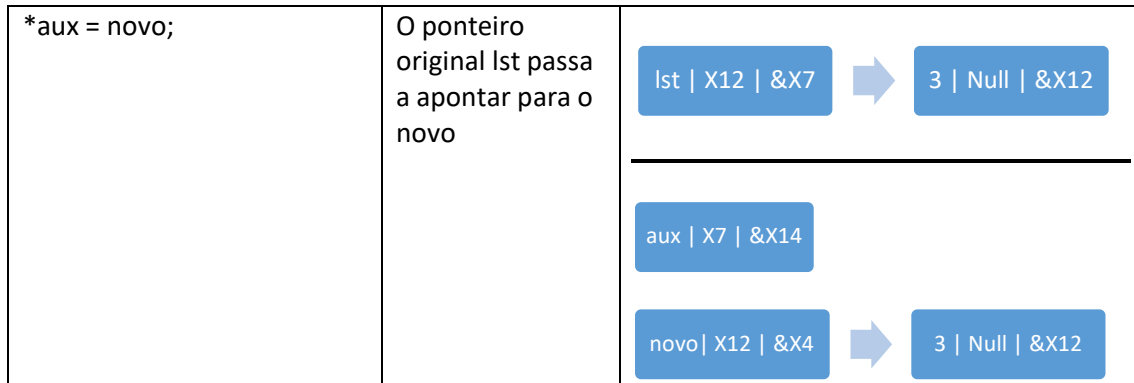 *aux = novo;
O ponteiro
original lst passa
a apontar para o
novo
lst | X12 | &X7
3 | Null | &X12
aux | X7 | &X14
novo| X12 | &X4
3 | Null | &X12